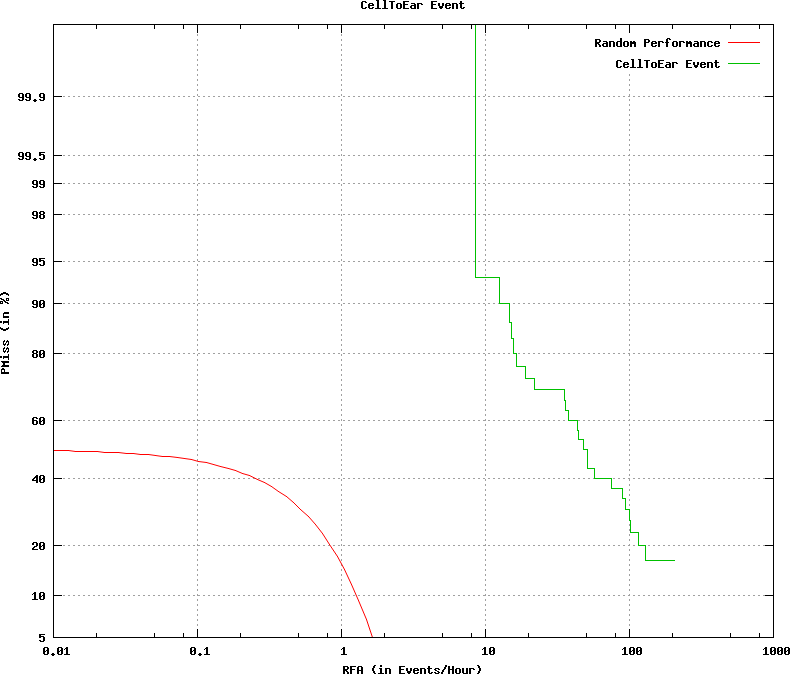 CellToEar Event
Random Performance
CellToEar Event
99.9
99.5
99
98
95
90
80
60
40
20
10
5
PMiss (in %)
0.01 0.1 1 10 100 1000
RFA (in Events/Hour)